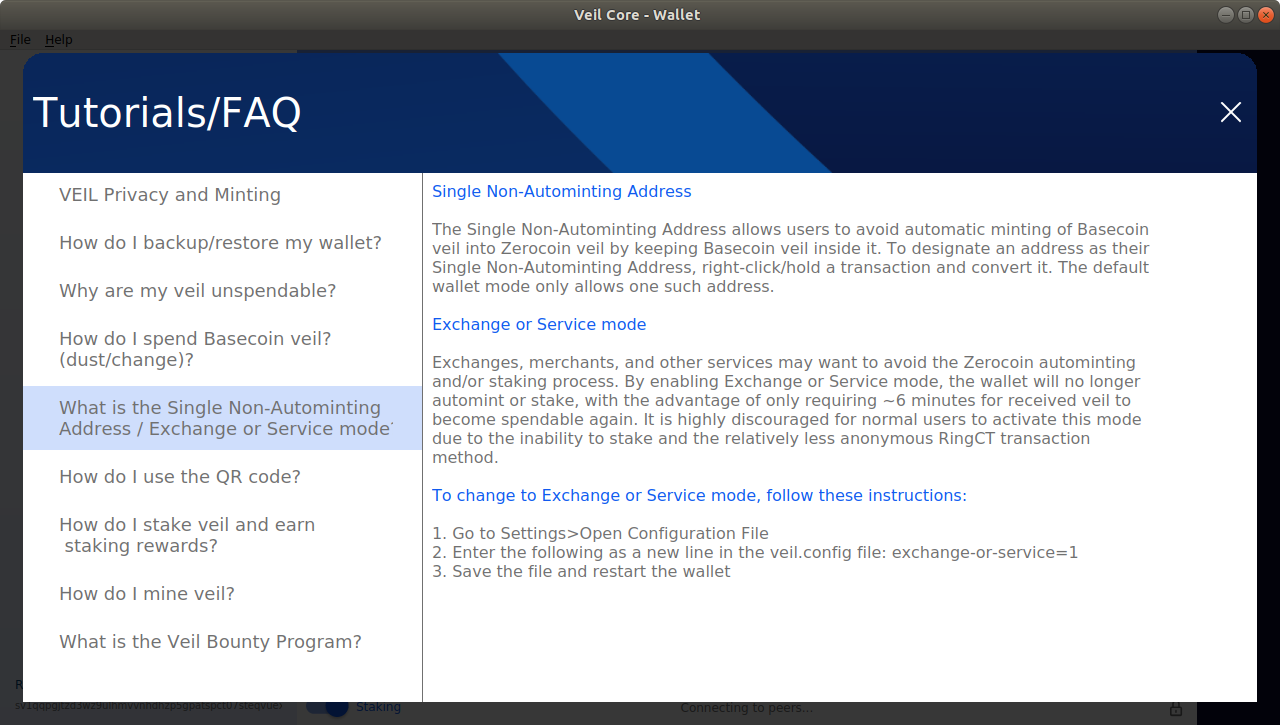 Veil Core - Wallet
File Help
Tutorials/FAQ
VEIL Privacy and Minting
How do I backup/restore my wallet?
Why are my veil unspendable?
How do I spend Basecoin veil?
(dust/change)?
What is the Single Non-Autominting
Address / Exchange or Service mode
How do I use the QR code?
How do I stake veil and earn
staking rewards?
How do I mine veil?
What is the Veil Bounty Program?
Single Non-Autominting Address
The Single Non-Autominting Address allows users to avoid automatic minting of Basecoin
veil into Zerocoin veil by keeping Basecoin veil inside it. To designate an address as their
Single Non-Autominting Address, right-click/hold a transaction and convert it. The default
wallet mode only allows one such address.
Exchange or Service mode
Exchanges, merchants, and other services may want to avoid the Zerocoin autominting
and/or staking process. By enabling Exchange or Service mode, the wallet will no longer
automint or stake, with the advantage of only requiring ~6 minutes for received veil to
become spendable again. It is highly discouraged for normal users to activate this mode
due to the inability to stake and the relatively less anonymous RingCT transaction
method.
To change to Exchange or Service mode, follow these instructions:
1. Go to Settings>Open Configuration File
2. Enter the following as a new line in the veil.config file: exchange-or-service=1
3. Save the file and restart the wallet
Staking
Connecting to peers...